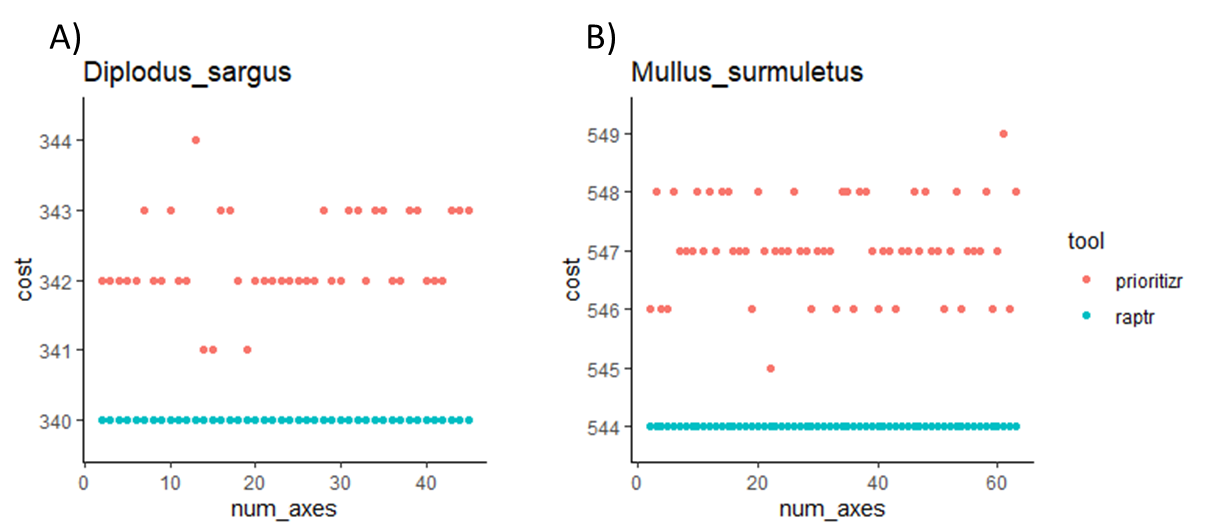 A)
Diplodus_sargus
344
343
342
341
340
cost
0 10 20 30 40
num_axes
B)
Mullus_surmuletus
549
548
547
546
545
544
cost
0 20 40 60
num_axes
tool
prioritizr
raptr